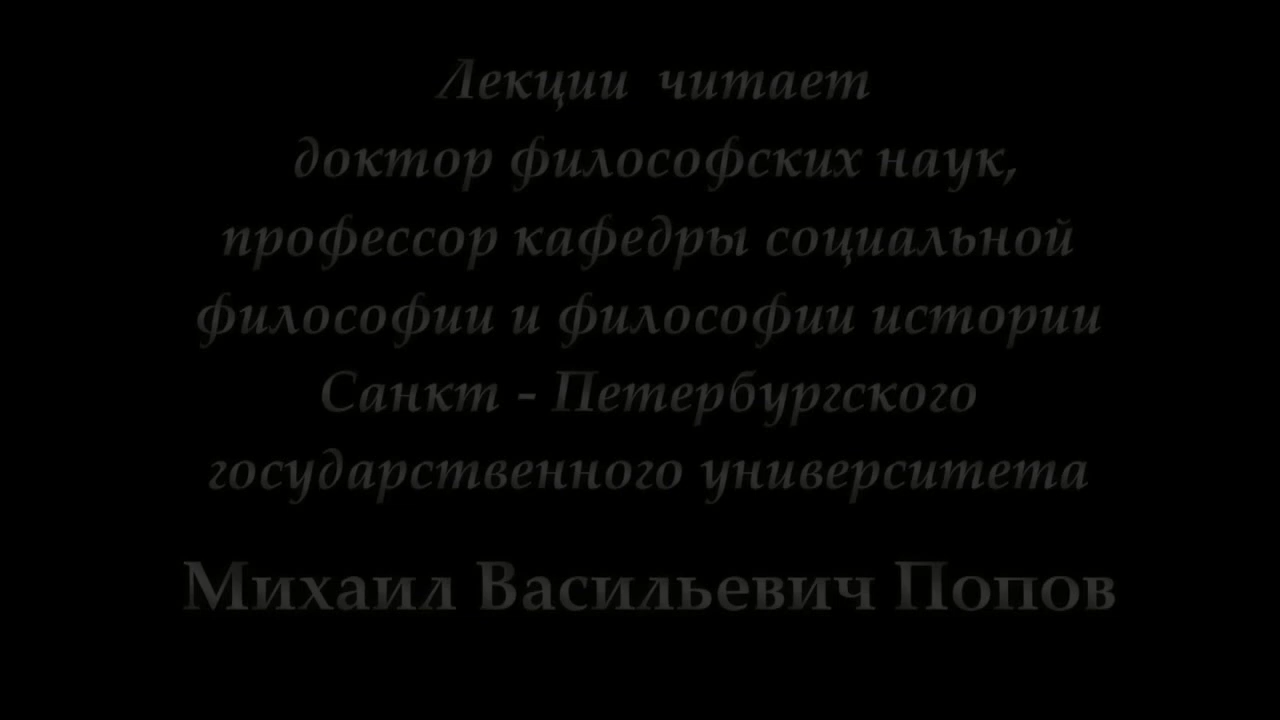 Лекции читает
доктор философских наук,
профессор кафедры социальной
философии и философии истории
Санкт - Петербургского
государственного университета
Михаил Васильевич Попов